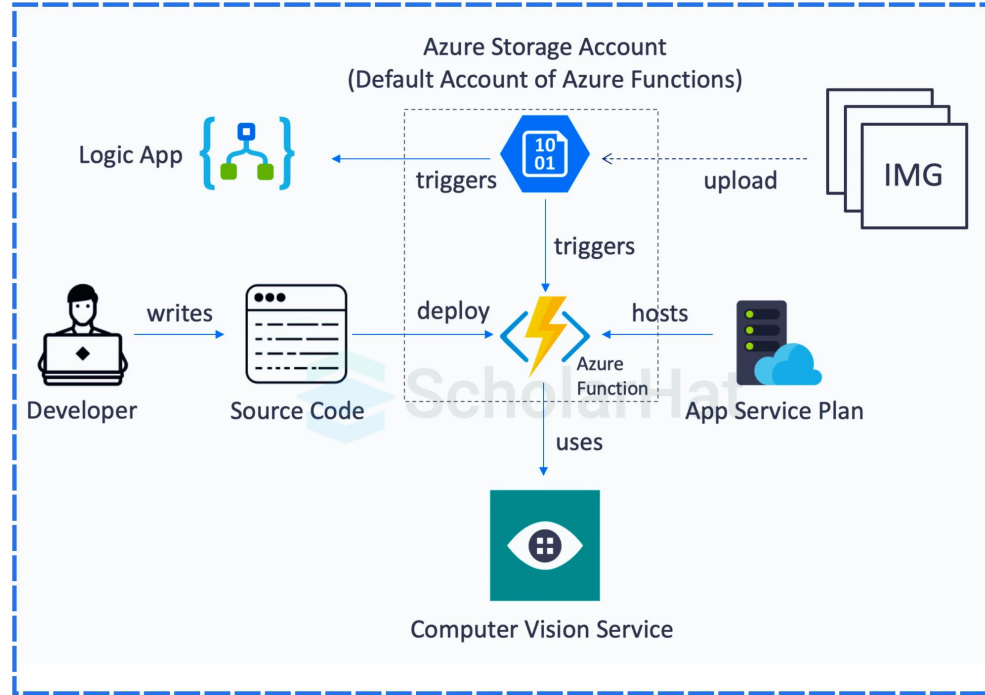 Azure Storage Account
(Default Account of Azure Functions)
Logic App
10
01
IMG
triggers
upload
triggers
writes
deploy
hosts
Azure
Function
ScholarHat
Developer
Source Code
App Service Plan
uses
Computer Vision Service